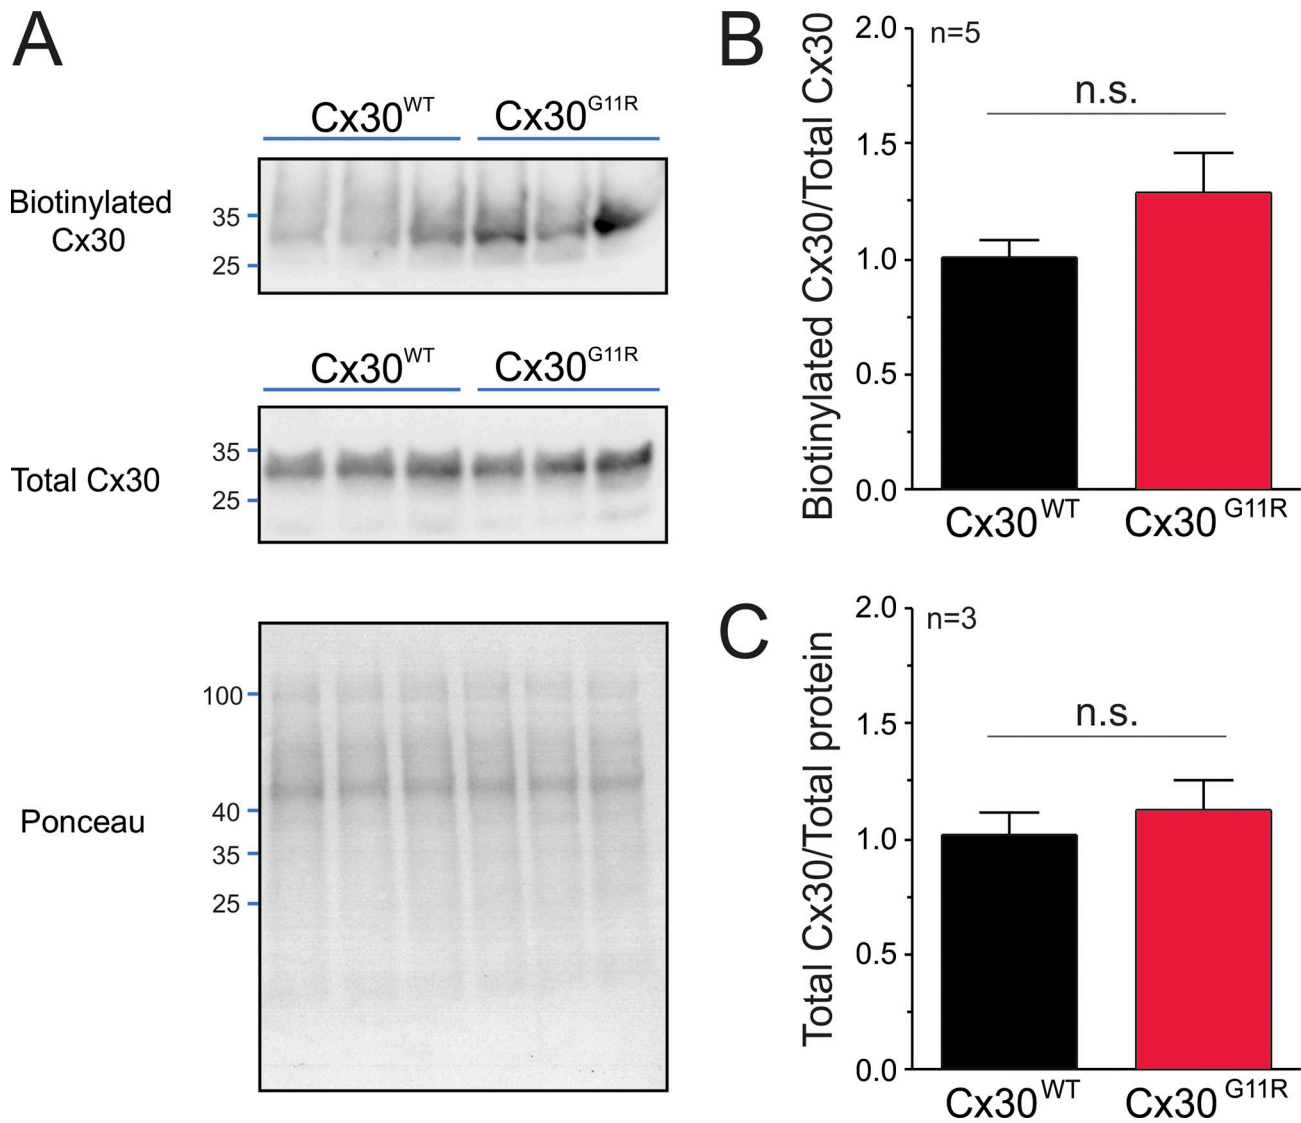 A
Cx30WT Cx30G11R
Biotinylated
Cx30
35
25
Cx30WT Cx30G11R
Total Cx30
35
25
Ponceau
100
40
35
25
B
Biotinylated Cx30/Total Cx30
2.0
1.5
1.0
0.5
0.0
n=5
n.s.
Cx30WT Cx30G11R
C
Total Cx30/Total protein
2.0
1.5
1.0
0.5
0.0
n=3
n.s.
Cx30WT Cx30G11R